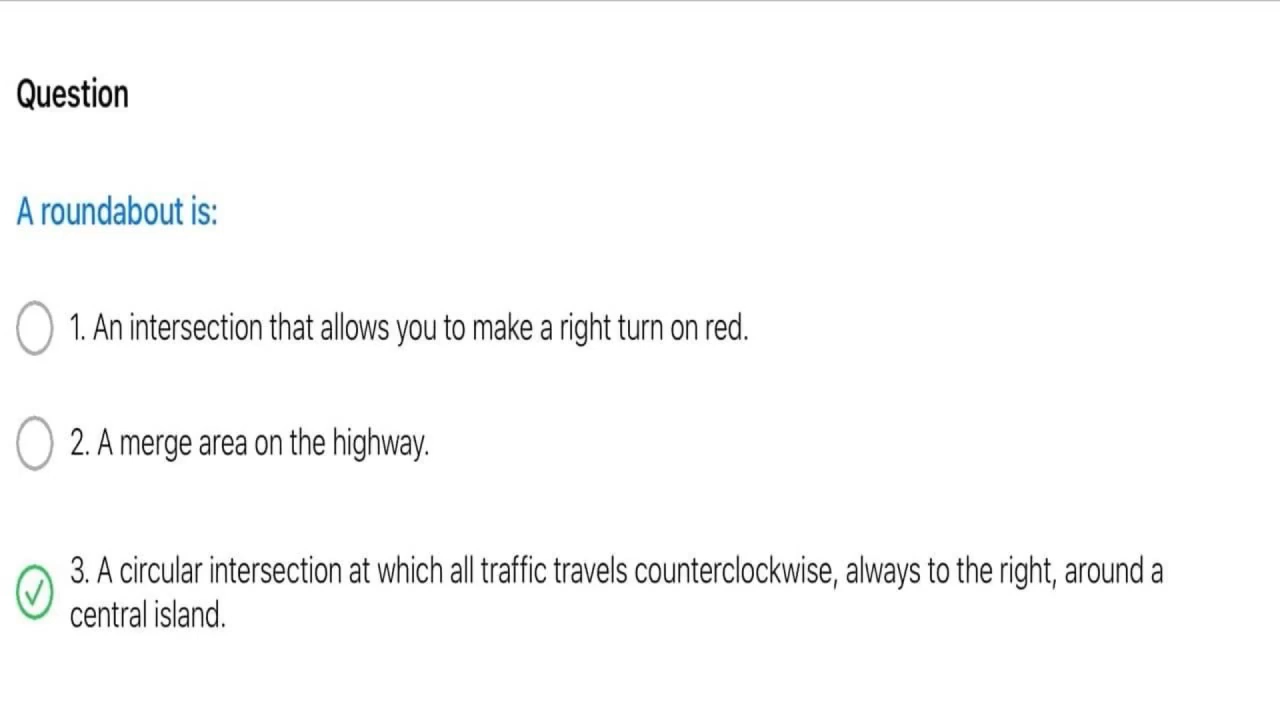 Question
A roundabout is:
1. An intersection that allows you to make a right turn on red.
2. A merge area on the highway.
3. A circular intersection at which all traffic travels counterclockwise, always to the right, around a
central island.